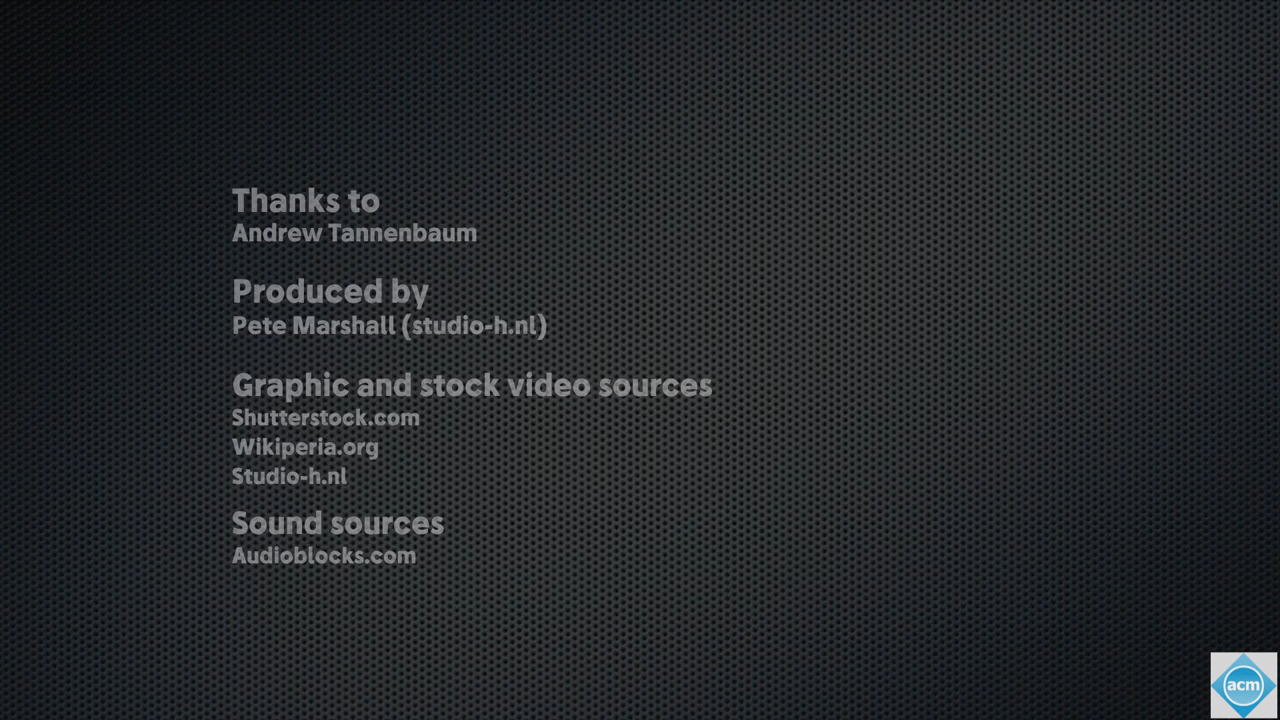 Thanks to
Andrew Tannenbaum
Produced by
Pete Marshall (studio-h.nl)
Graphic and stock video sources
Shutterstock.com
Wikiperia.org
Studio-h.nl
Sound sources
Audioblocks.com
acm